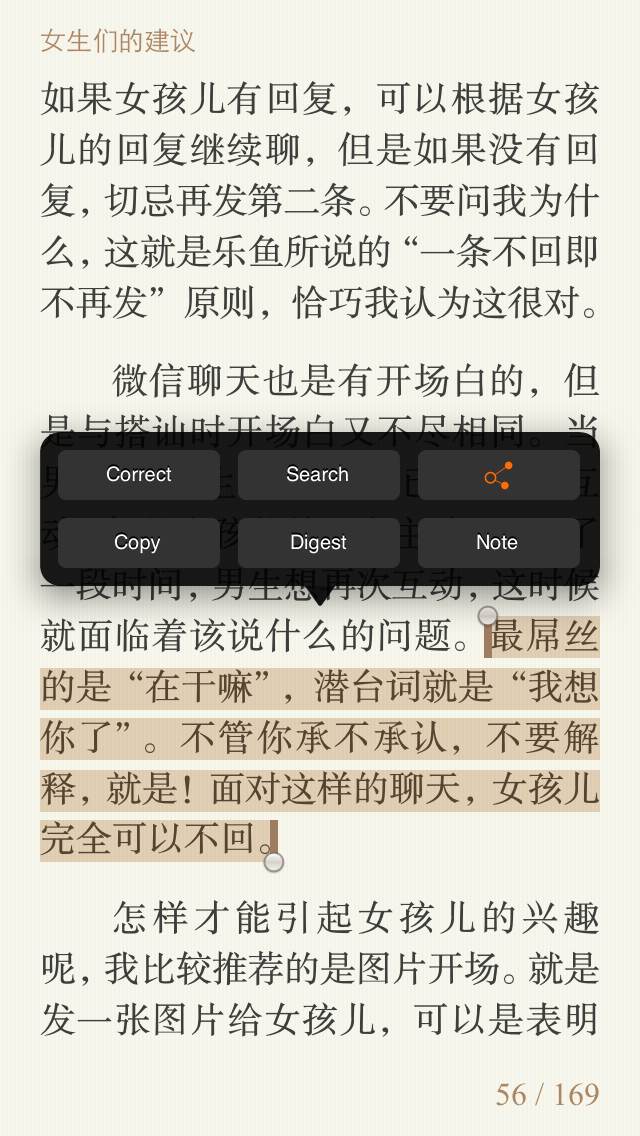 女生们的建议
如果女孩儿有回复，可以根据女孩
儿的回复继续聊，但是如果没有回
复，切忌再发第二条。不要问我为什
么，这就是乐鱼所说的“一条不回即
不再发”原则，恰巧我认为这很对。
微信聊天也是有开场白的，但
是与搭讪时开场白又不尽相同。当
Correct Search
Copy Digest Note
一段时间，男生想再次互动，这时候
就面临着该说什么的问题。最屌丝
的是“在干嘛”，潜台词就是“我想
你了”。不管你承不承认，不要解
释，就是！面对这样的聊天，女孩儿
完全可以不回。
怎样才能引起女孩儿的兴趣
呢，我比较推荐的是图片开场。就是
发一张图片给女孩儿，可以是表明
56 / 169